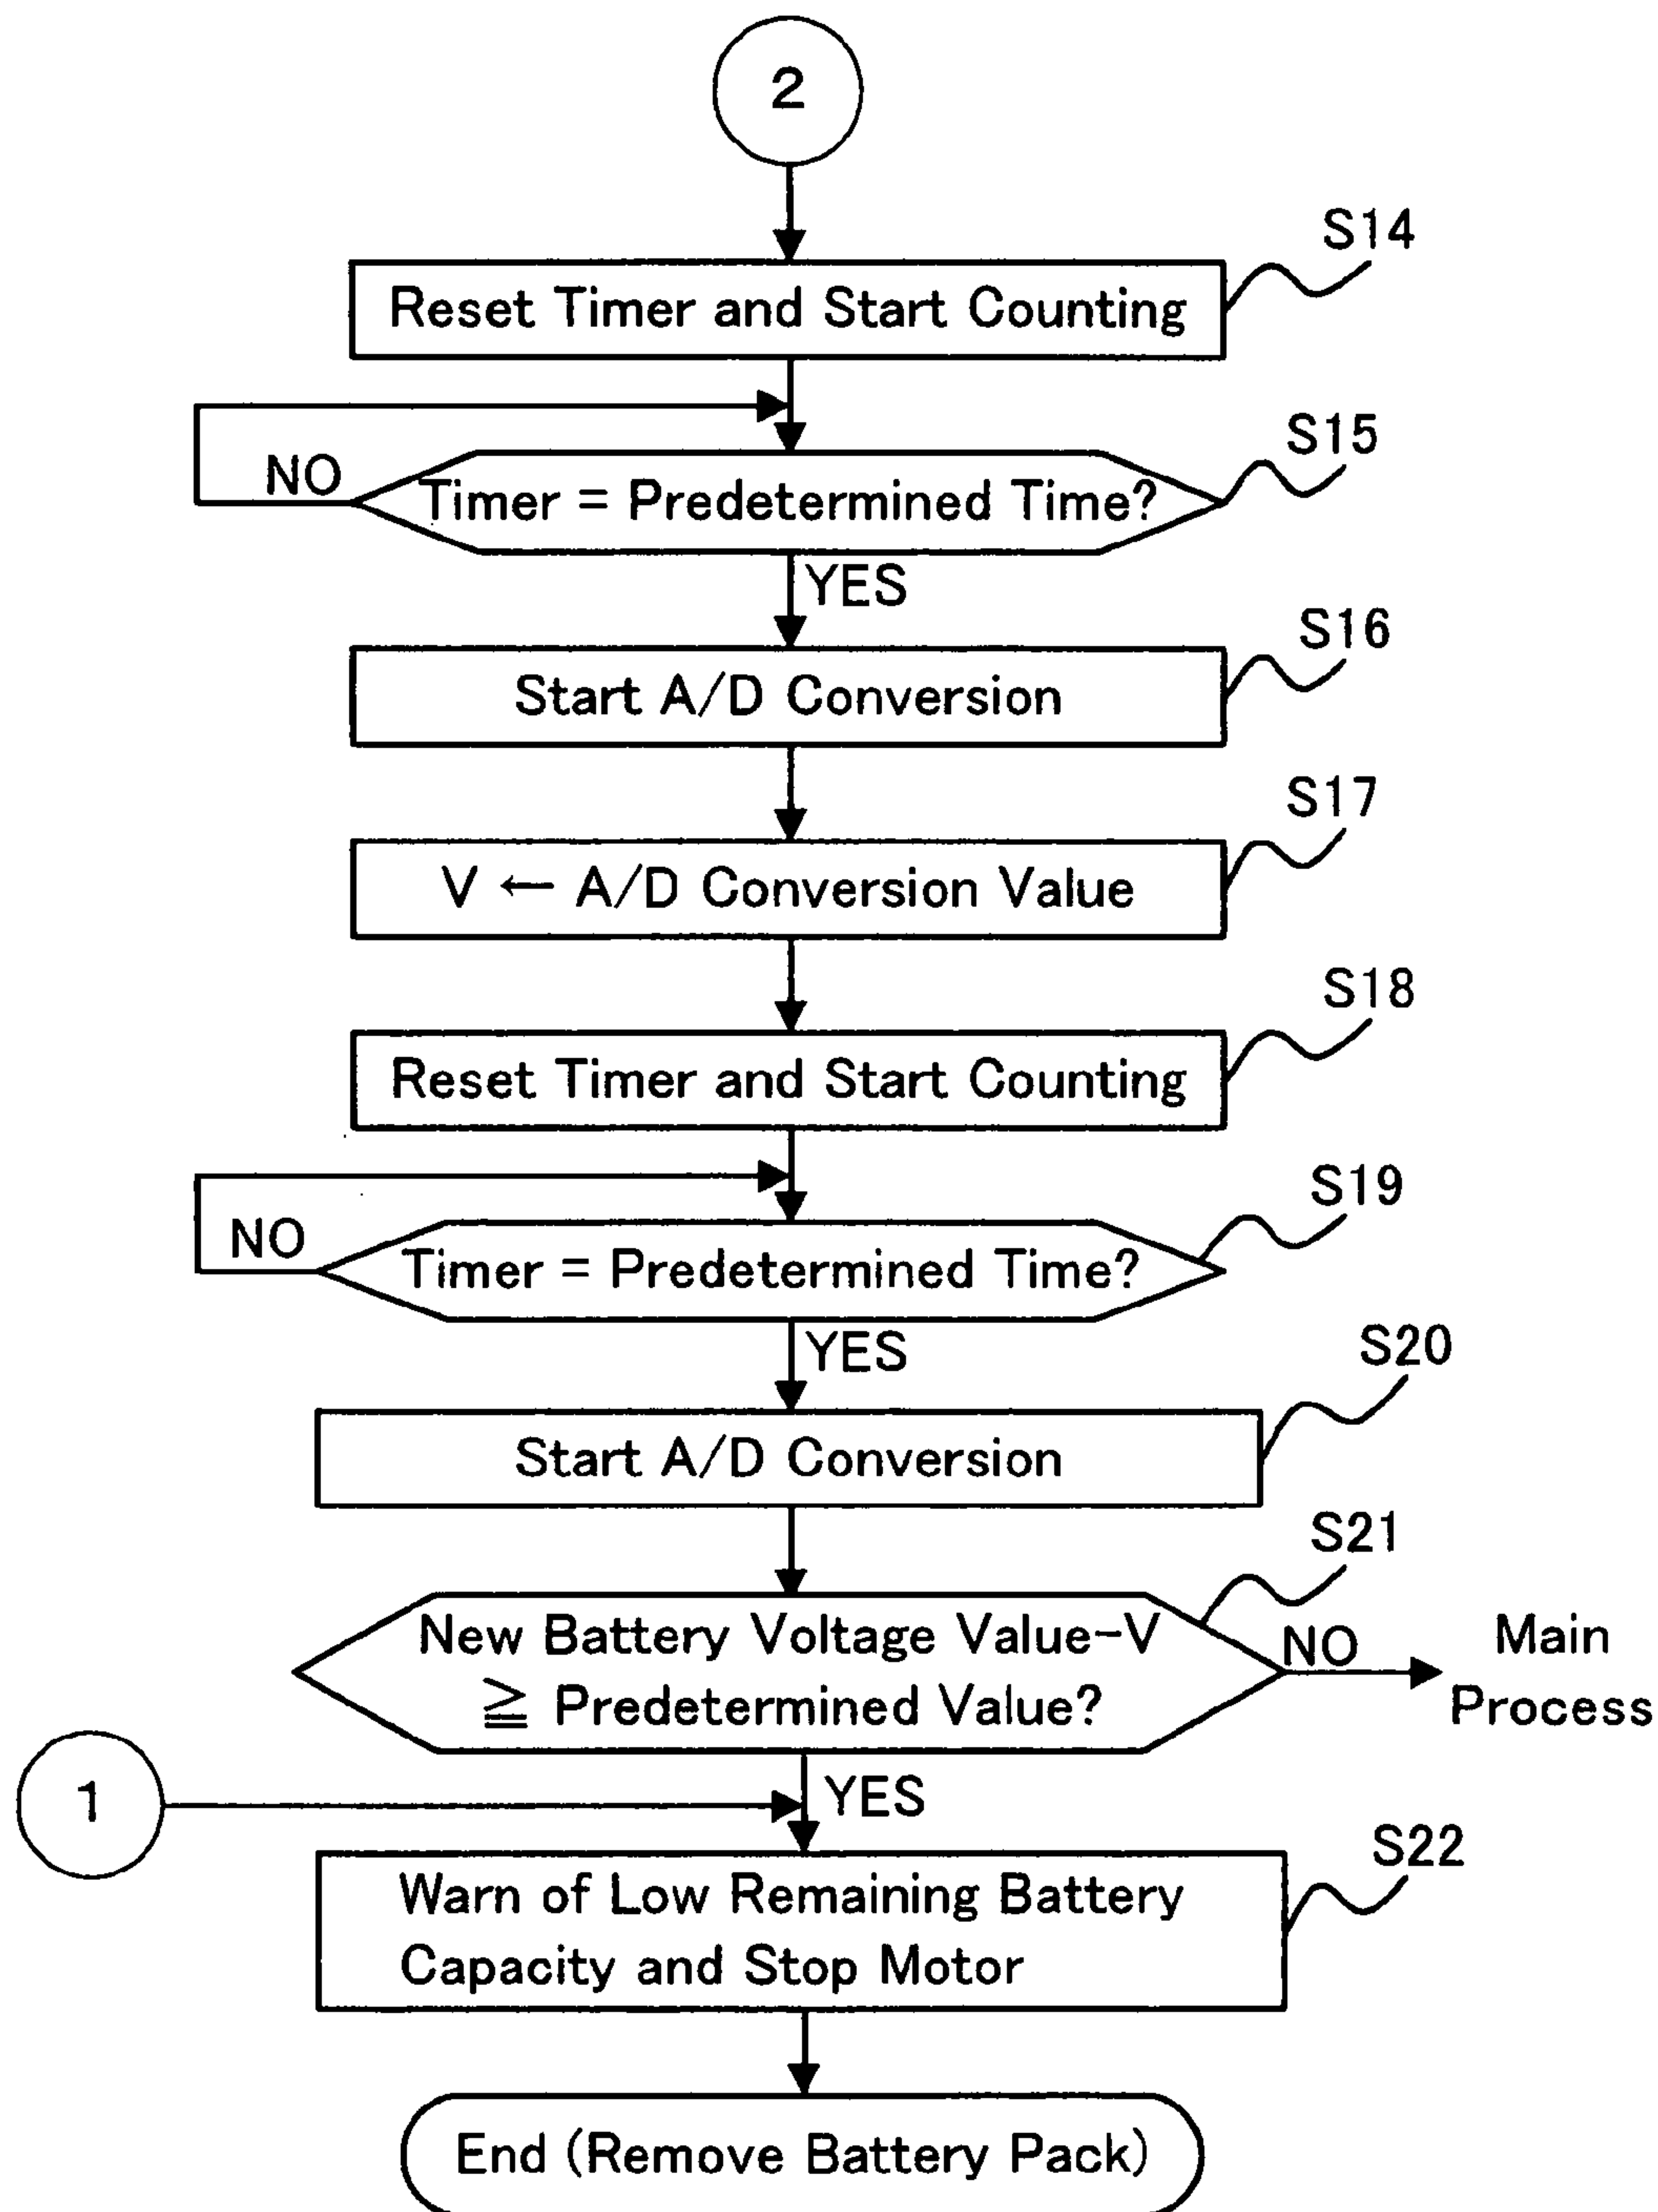 2
S14
Reset Timer and Start Counting
S15
NO
Timer = Predetermined Time?
YES
S16
Start A/D Conversion
S17
V ← A/D Conversion Value
S18
Reset Timer and Start Counting
S19
NO
Timer = Predetermined Time?
YES
S20
Start A/D Conversion
S21
New Battery Voltage Value-V
≧ Predetermined Value?
NO
Main
Process
1
YES
S22
Warn of Low Remaining Battery
Capacity and Stop Motor
End (Remove Battery Pack)